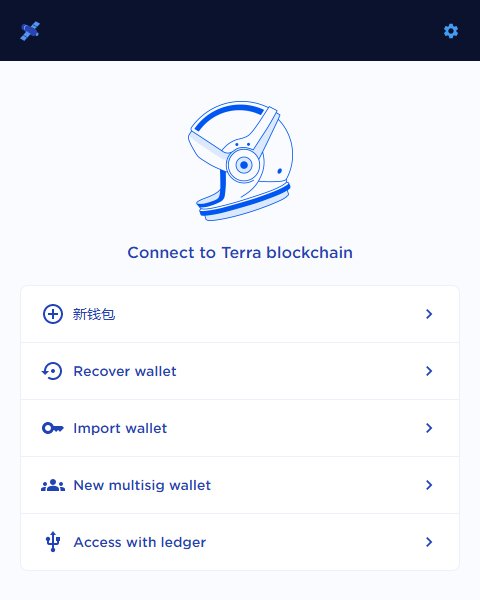 Connect to Terra blockchain
新钱包
Recover wallet
Import wallet
New multisig wallet
Access with ledger